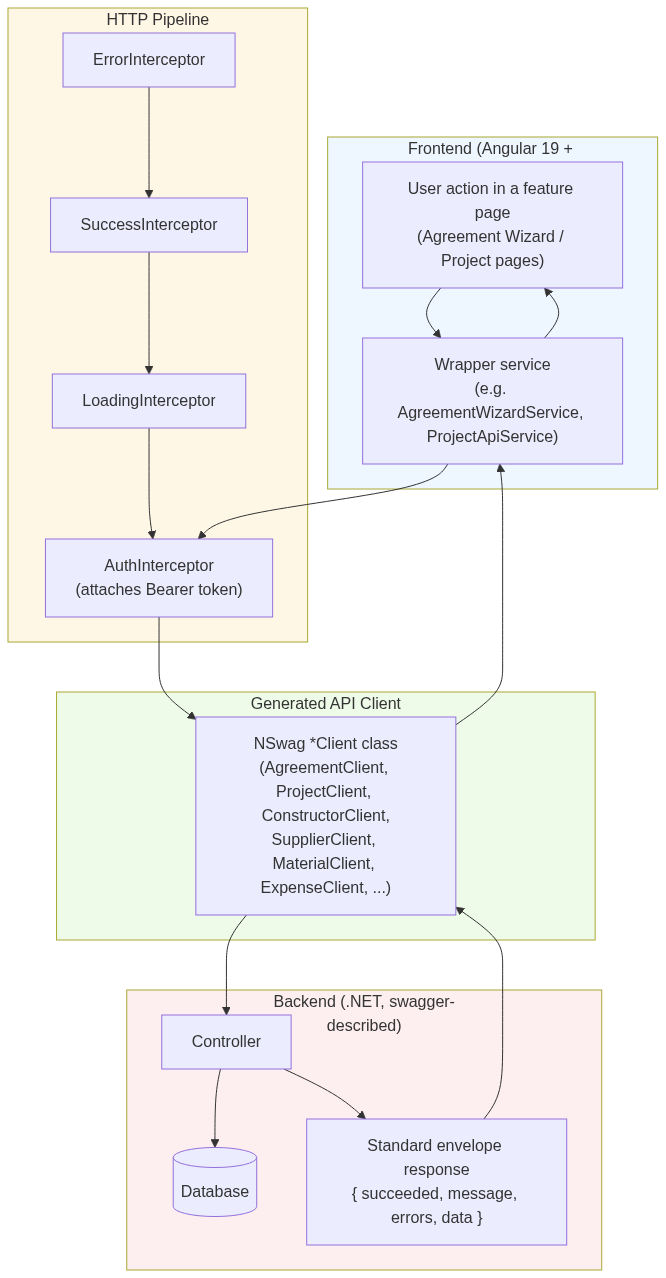 HTTP Pipeline
ErrorInterceptor
SuccessInterceptor
LoadingInterceptor
AuthInterceptor
(attaches Bearer token)
Frontend (Angular 19 +
User action in a feature
page
(Agreement Wizard /
Project pages)
Wrapper service
(e.g.
AgreementWizardService,
ProjectApiService)
Generated API Client
NSwag *Client class
(AgreementClient,
ProjectClient,
ConstructorClient,
SupplierClient,
MaterialClient,
ExpenseClient, ...)
Backend (.NET, swagger-
described)
Controller
Database
Standard envelope
response
{ succeeded, message,
errors, data }